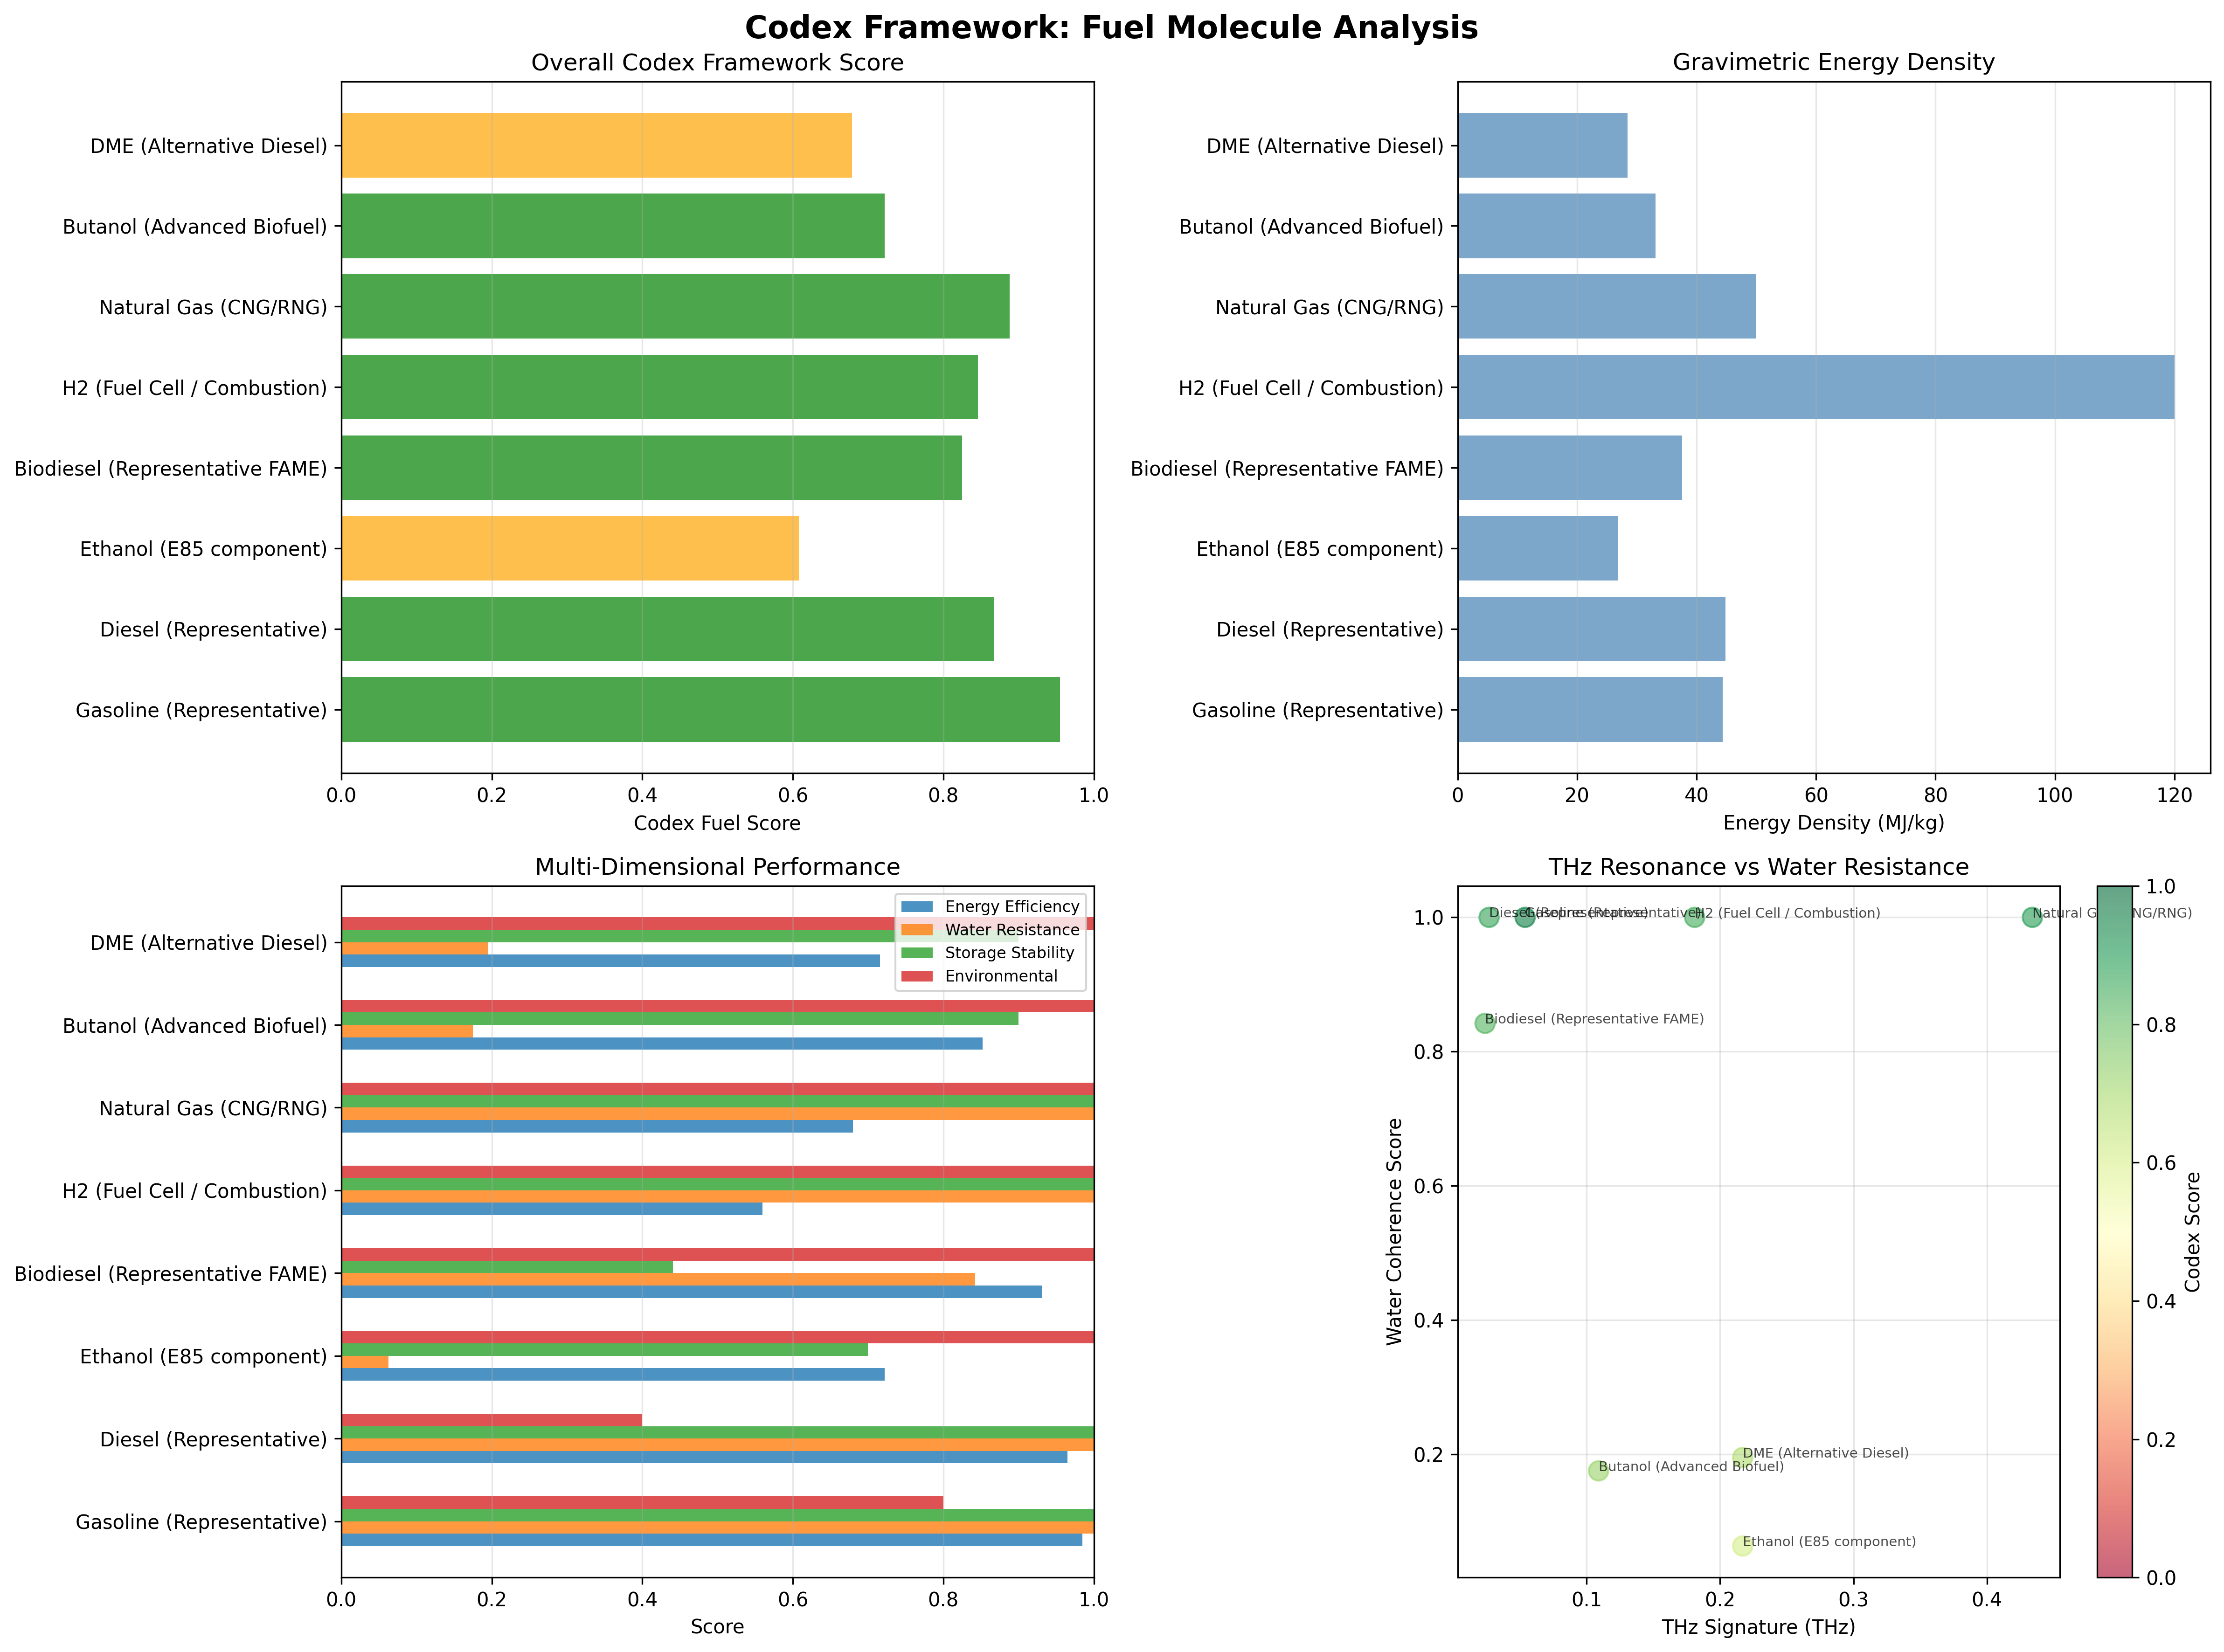 Codex Framework: Fuel Molecule Analysis
Overall Codex Framework Score
DME (Alternative Diesel)
Butanol (Advanced Biofuel)
Natural Gas (CNG/RNG)
H2 (Fuel Cell / Combustion)
Biodiesel (Representative FAME)
Ethanol (E85 component)
Diesel (Representative)
Gasoline (Representative)
0.0 0.2 0.4 0.6 0.8 1.0
Codex Fuel Score
Gravimetric Energy Density
DME (Alternative Diesel)
Butanol (Advanced Biofuel)
Natural Gas (CNG/RNG)
H2 (Fuel Cell / Combustion)
Biodiesel (Representative FAME)
Ethanol (E85 component)
Diesel (Representative)
Gasoline (Representative)
0 20 40 60 80 100 120
Energy Density (MJ/kg)
Multi-Dimensional Performance
Energy Efficiency
Water Resistance
Storage Stability
Environmental
DME (Alternative Diesel)
Butanol (Advanced Biofuel)
Natural Gas (CNG/RNG)
H2 (Fuel Cell / Combustion)
Biodiesel (Representative FAME)
Ethanol (E85 component)
Diesel (Representative)
Gasoline (Representative)
0.0 0.2 0.4 0.6 0.8 1.0
Score
THz Resonance vs Water Resistance
Water Coherence Score
1.0
0.8
0.6
0.4
0.2
Diesel (Representative)
Gasoline (Representative)
H2 (Fuel Cell / Combustion)
Natural Gas (CNG/RNG)
Biodiesel (Representative FAME)
DME (Alternative Diesel)
Butanol (Advanced Biofuel)
Ethanol (E85 component)
0.1 0.2 0.3 0.4
THz Signature (THz)
1.0
0.8
0.6
0.4
0.2
0.0
Codex Score